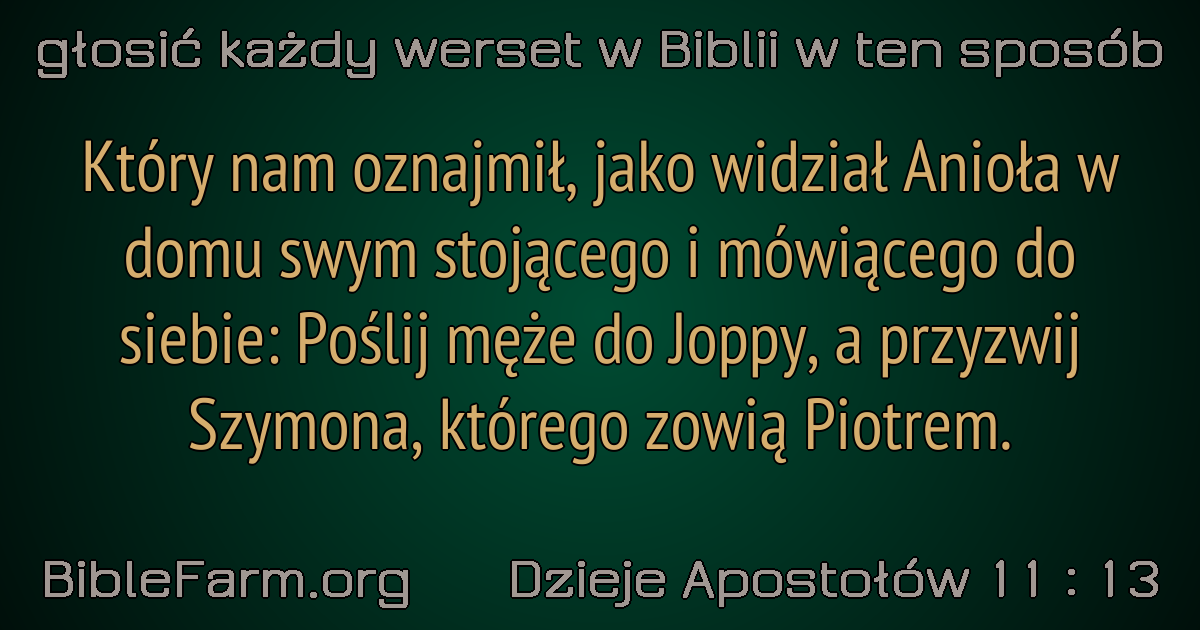 głosić każdy werset w Biblii w ten sposób
Który nam oznajmił, jako widział Anioła w
domu swym stojącego i mówiącego do
siebie: Poślij męże do Joppy, a przyzwij
Szymona, którego zowią Piotrem.
BibleFarm.org
Dzieje Apostołów 11 : 13